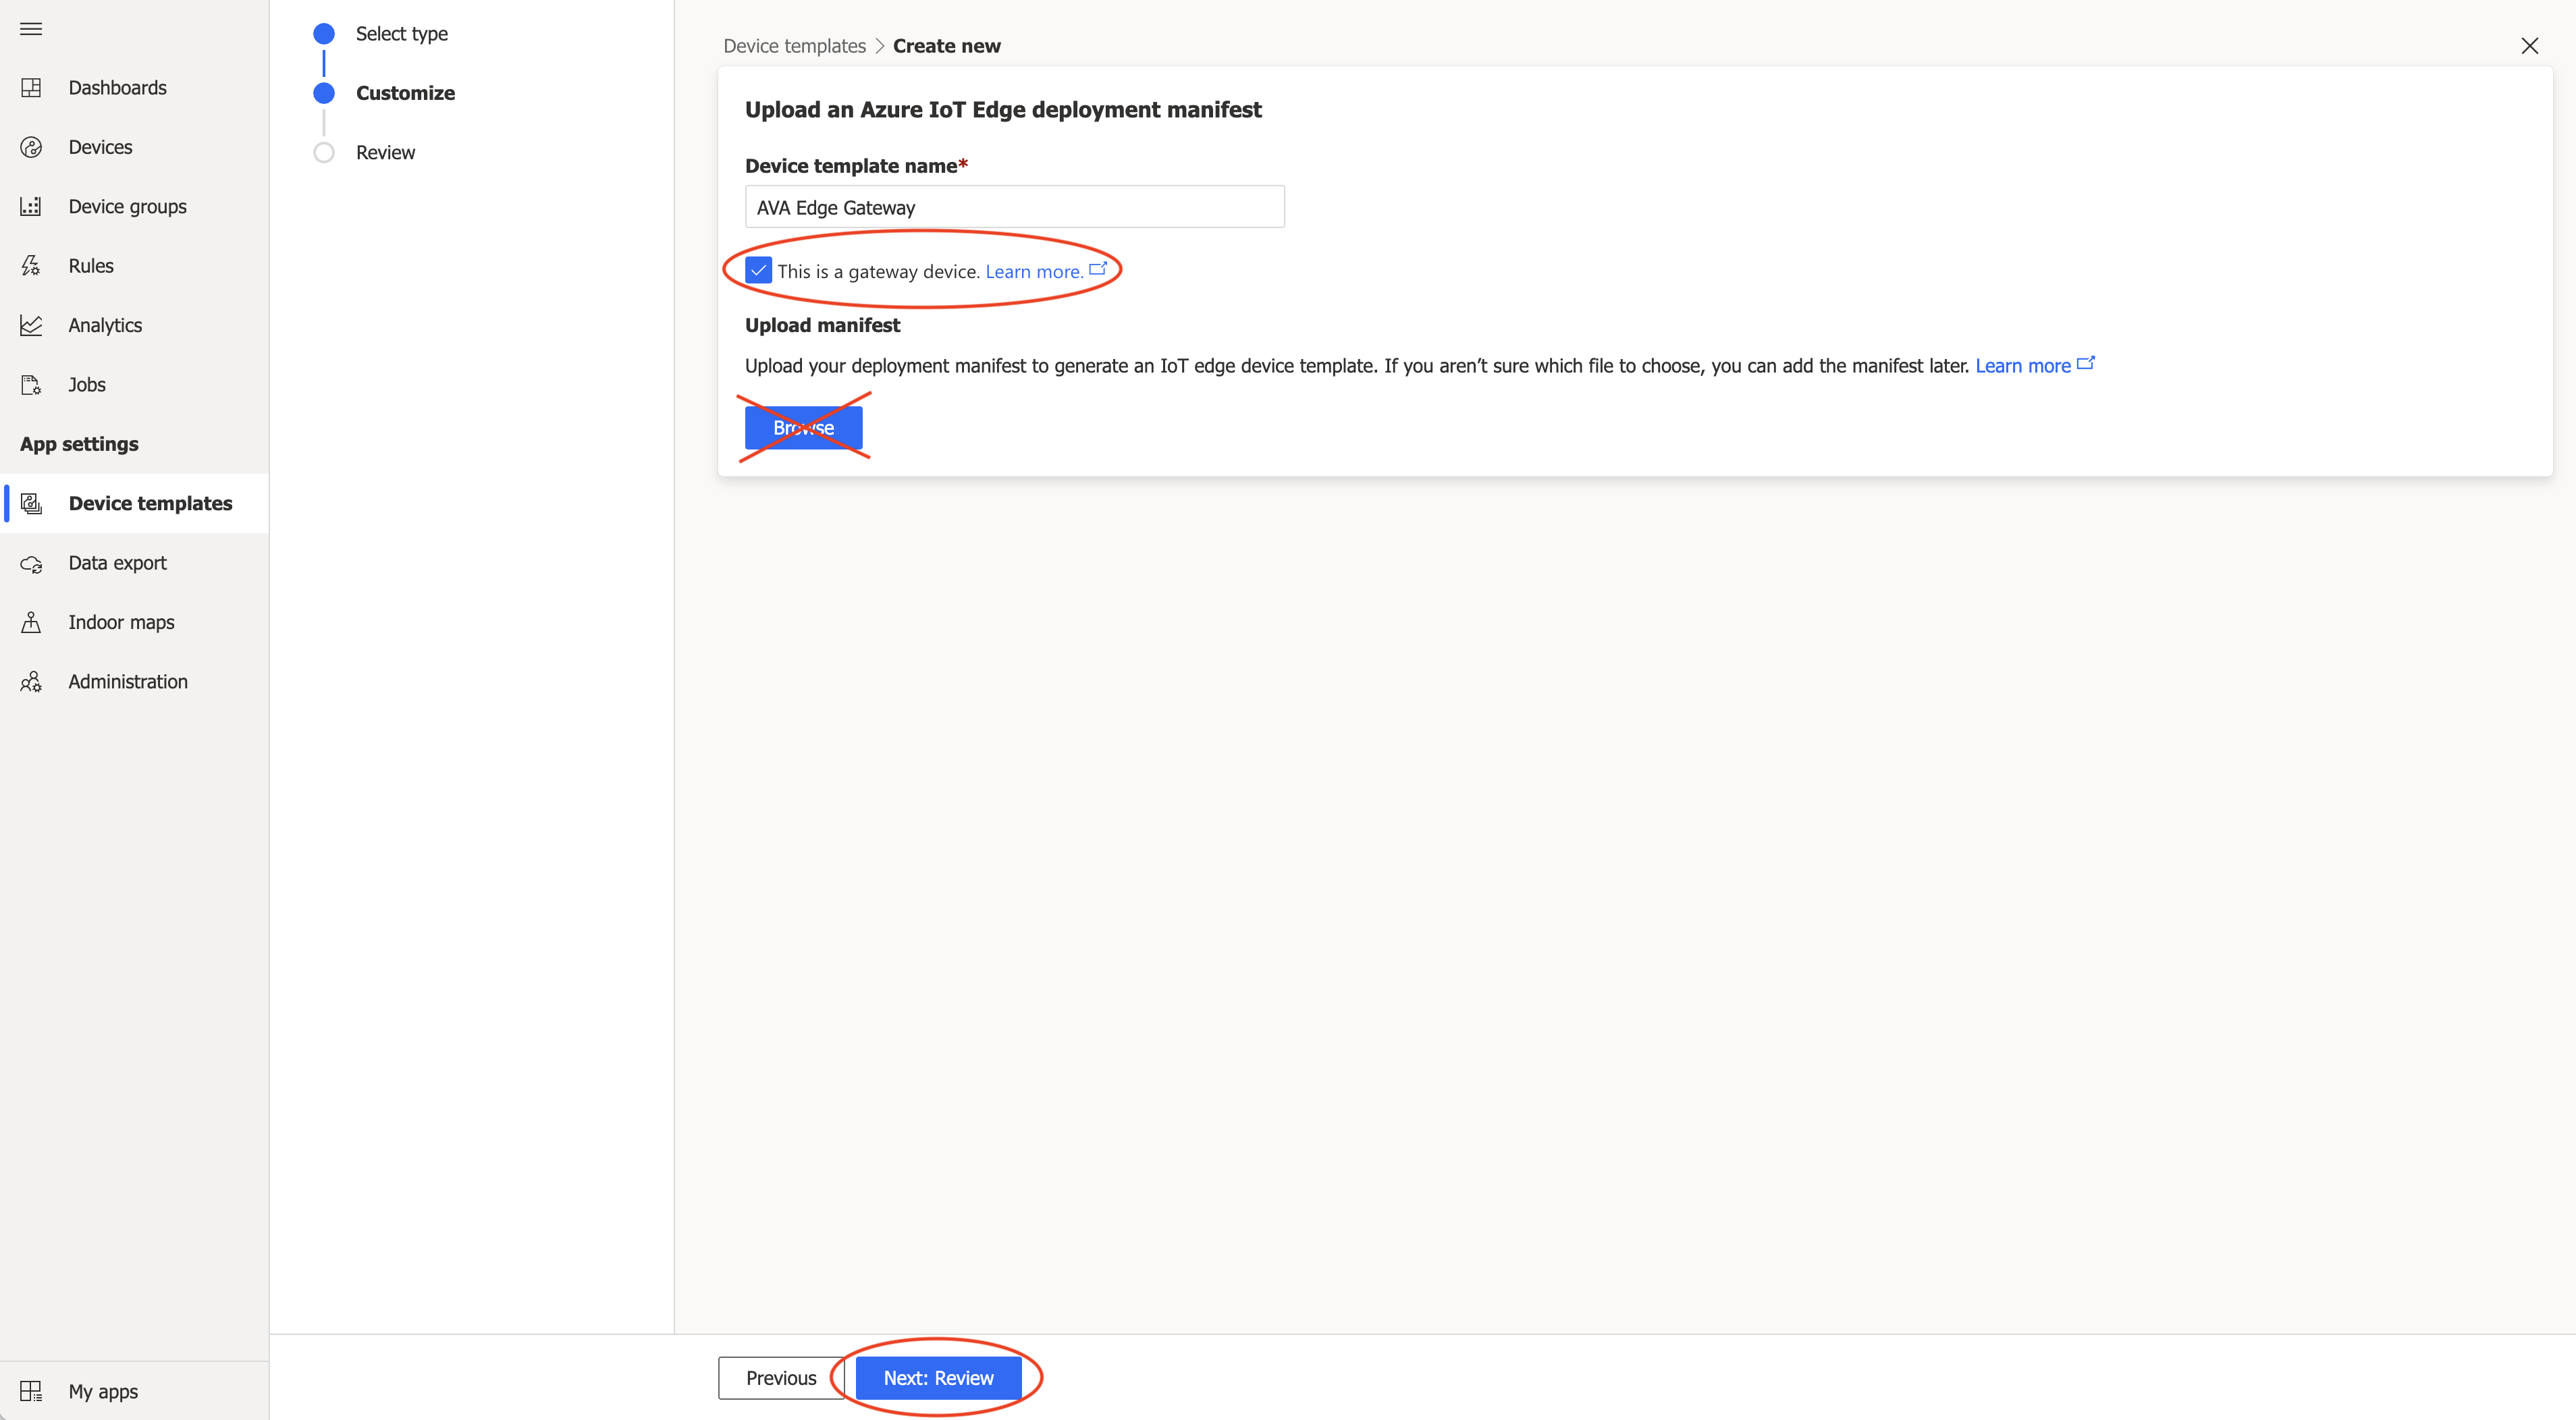 Dashboards
Devices
Device groups
Rules
Analytics
Jobs
App settings
Device templates
Data export
Indoor maps
Administration
My apps
Select type
Customize
Review
Device templates > Create new
Upload an Azure IoT Edge deployment manifest
Device template name*
AVA Edge Gateway
This is a gateway device. Learn more.
Upload manifest
Upload your deployment manifest to generate an IoT edge device template. If you aren’t sure which file to choose, you can add the manifest later. Learn more
Browse
Previous
Next: Review